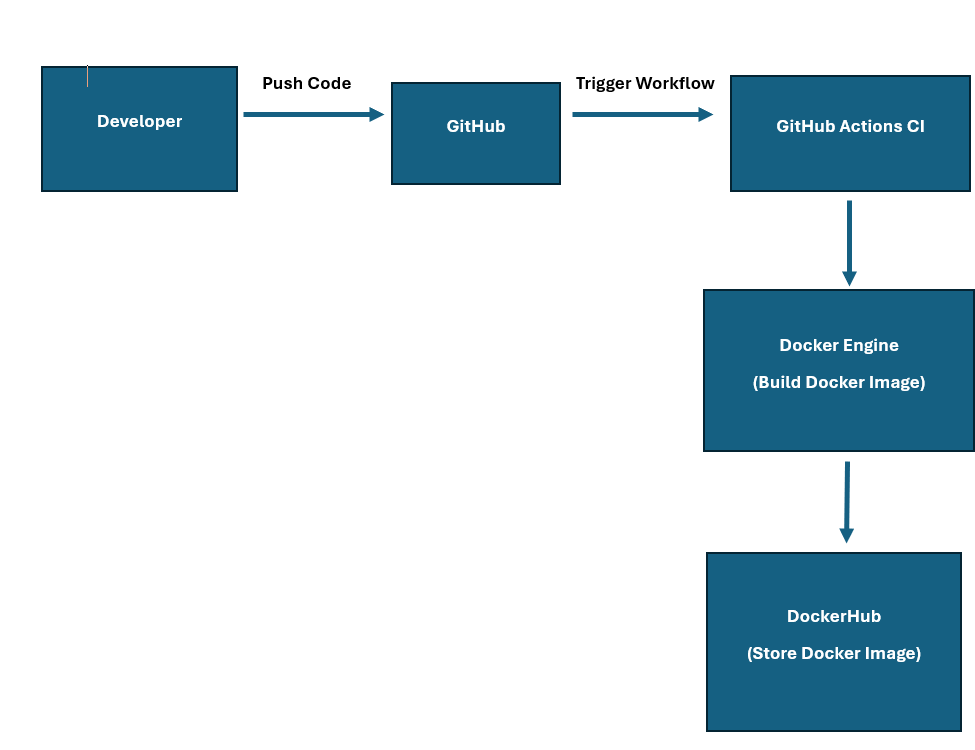 Push Code
Trigger Workflow
Developer
GitHub
GitHub Actions CI
Docker Engine
(Build Docker Image)
DockerHub
(Store Docker Image)